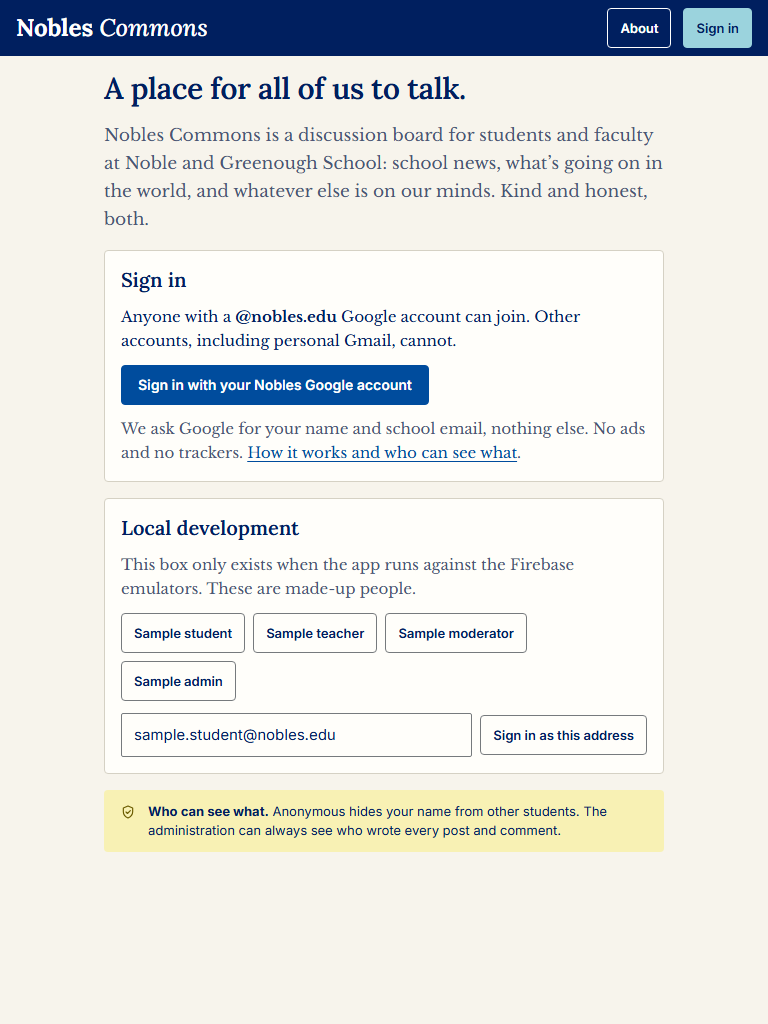 Nobles Commons
About
Sign in
A place for all of us to talk.
Nobles Commons is a discussion board for students and faculty
at Noble and Greenough School: school news, what’s going on in
the world, and whatever else is on our minds. Kind and honest,
both.
Sign in
Anyone with a @nobles.edu Google account can join. Other
accounts, including personal Gmail, cannot.
Sign in with your Nobles Google account
We ask Google for your name and school email, nothing else. No ads
and no trackers. How it works and who can see what.
Local development
This box only exists when the app runs against the Firebase
emulators. These are made-up people.
Sample student
Sample teacher
Sample moderator
Sample admin
sample.student@nobles.edu
Sign in as this address
Who can see what. Anonymous hides your name from other students. The
administration can always see who wrote every post and comment.